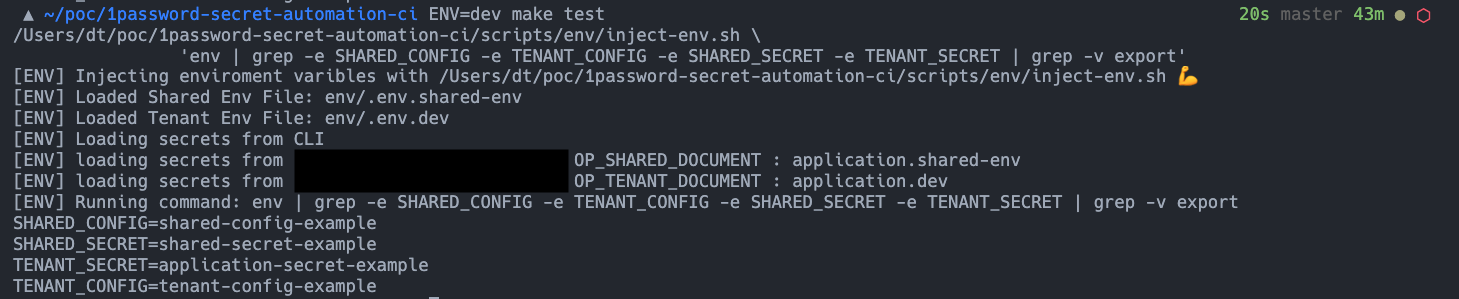 ▲ ~/poc/1password-secret-automation-ci ENV=dev make test 20s master 43m ● ⬡
/Users/dt/poc/1password-secret-automation-ci/scripts/env/inject-env.sh \
'env | grep -e SHARED_CONFIG -e TENANT_CONFIG -e SHARED_SECRET -e TENANT_SECRET | grep -v export'
[ENV] Injecting enviroment varibles with /Users/dt/poc/1password-secret-automation-ci/scripts/env/inject-env.sh 💪
[ENV] Loaded Shared Env File: env/.env.shared-env
[ENV] Loaded Tenant Env File: env/.env.dev
[ENV] Loading secrets from CLI
[ENV] loading secrets from OP_SHARED_DOCUMENT : application.shared-env
[ENV] loading secrets from OP_TENANT_DOCUMENT : application.dev
[ENV] Running command: env | grep -e SHARED_CONFIG -e TENANT_CONFIG -e SHARED_SECRET -e TENANT_SECRET | grep -v export
SHARED_CONFIG=shared-config-example
SHARED_SECRET=shared-secret-example
TENANT_SECRET=application-secret-example
TENANT_CONFIG=tenant-config-example